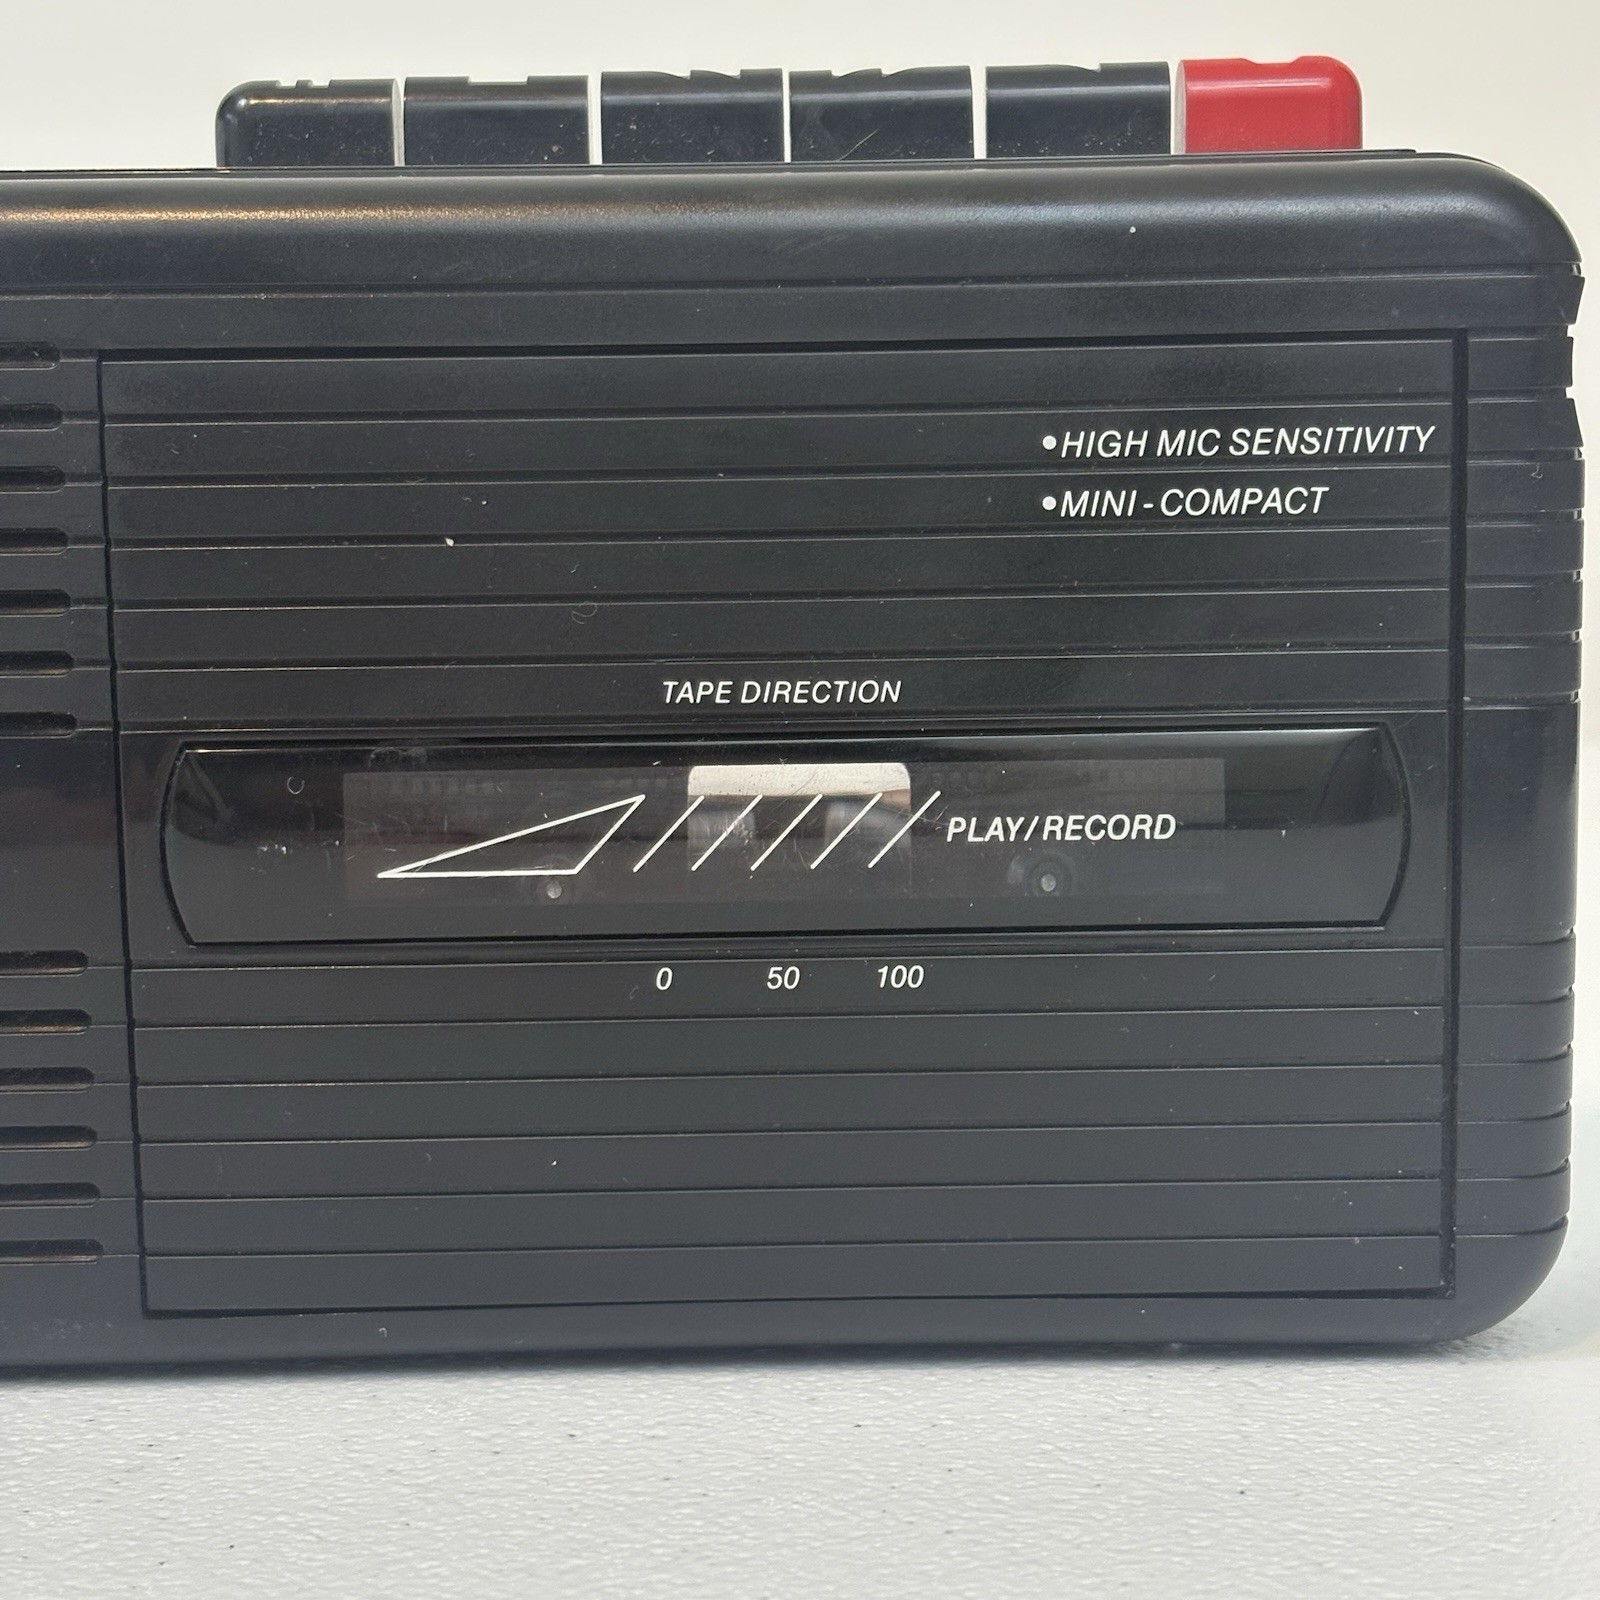 •HIGH MIC SENSITIVITY
•MINI-COMPACT
TAPE DIRECTION
PLAY/RECORD
0 50 100